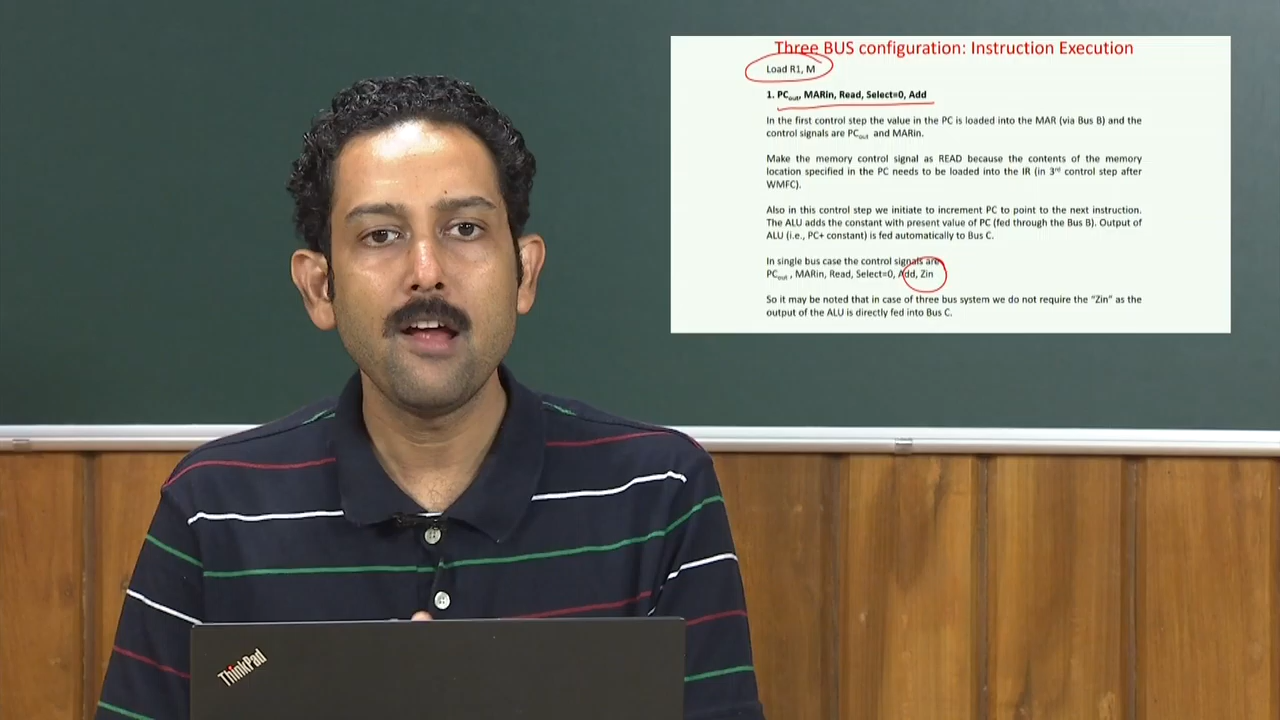 Three BUS configuration: Instruction Execution
Load R1, M
1. PCout, MARin, Read, Select=0, Add
In the first control step the value in the PC is loaded into the MAR (via Bus B) and the
control signals are PCout and MARin.
Make the memory control signal as READ because the contents of the memory
location specified in the PC needs to be loaded into the IR (in 3rd control step after
WMFC).
Also in this control step we initiate to increment PC to point to the next instruction.
The ALU adds the constant with present value of PC (fed through the Bus B). Output of
ALU (i.e., PC+ constant) is fed automatically to Bus C.
In single bus case the control signals are
PCout , MARin, Read, Select=0, Add, Zin
So it may be noted that in case of three bus system we do not require the "Zin" as the
output of the ALU is directly fed into Bus C.
ThinkPad